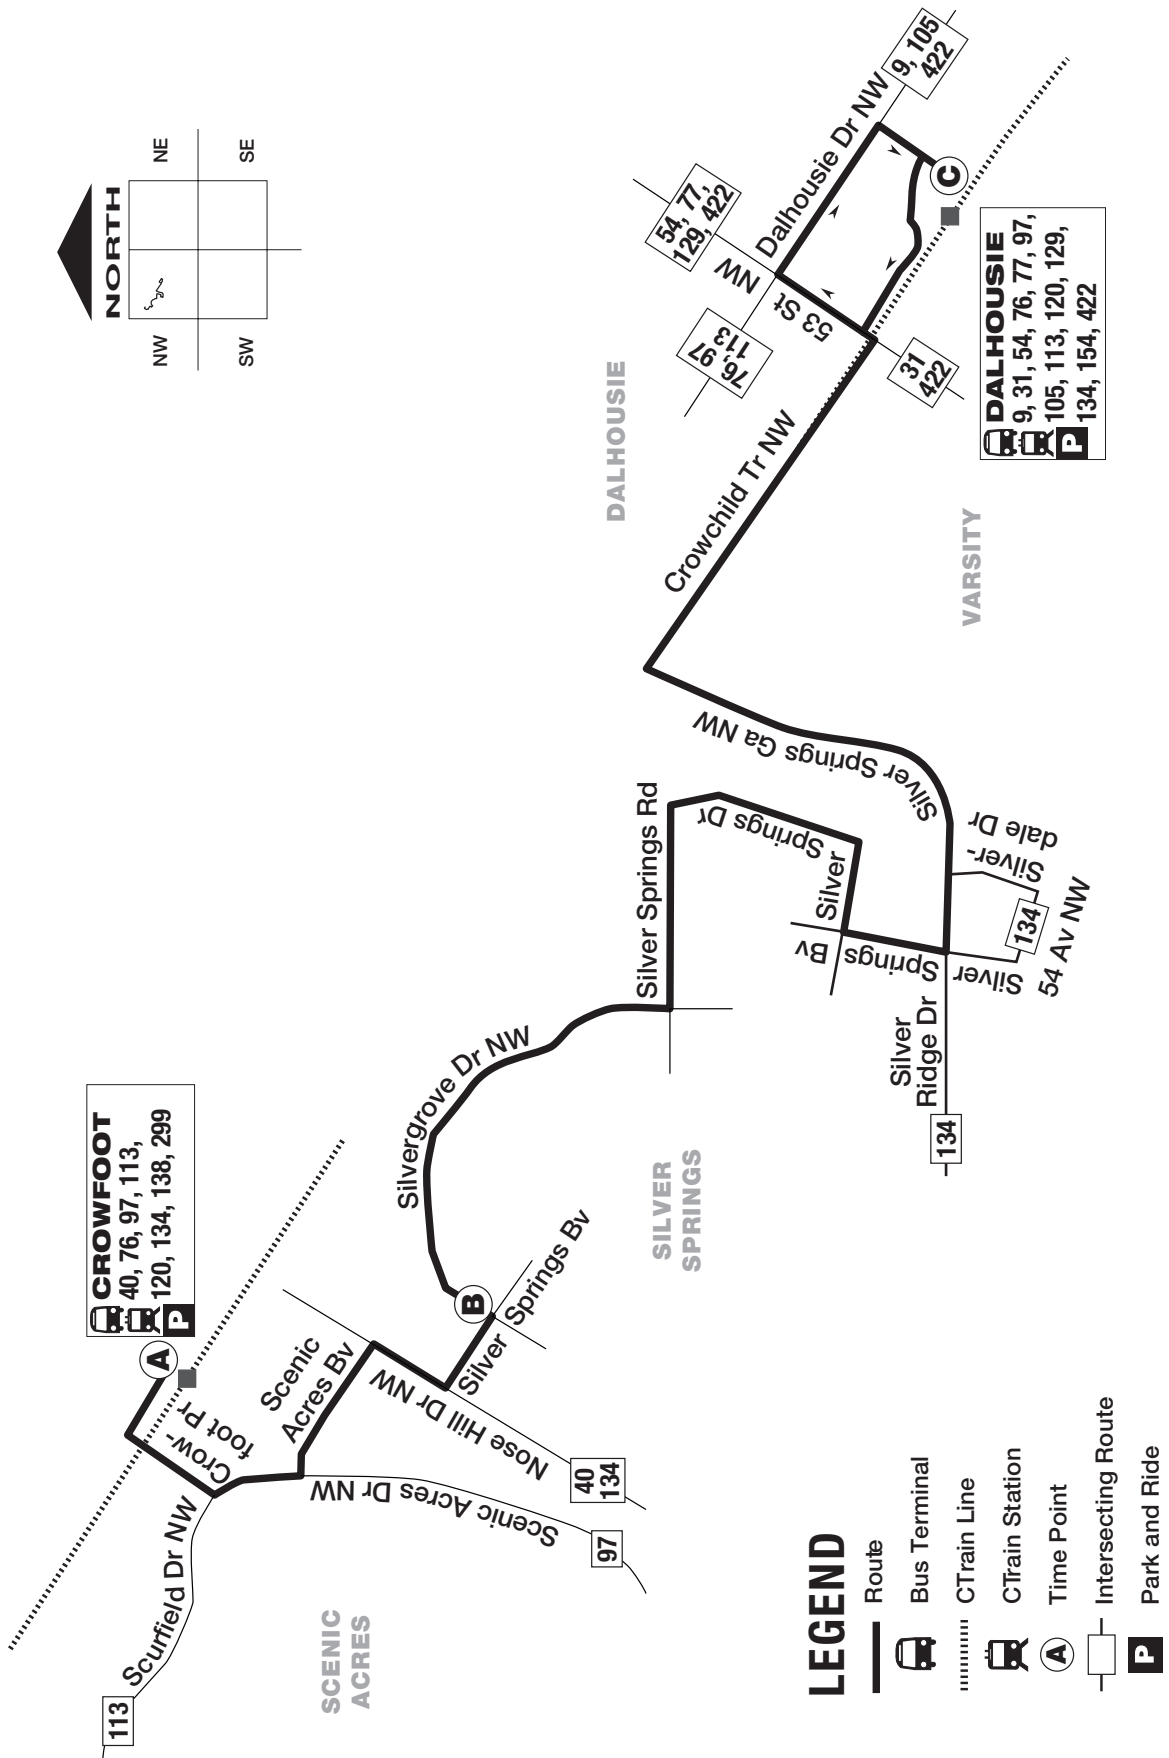 NORTH
NW
NE
SW
SE
CROWFOOT
40, 76, 97, 113,
120, 134, 138, 299
P
A
113
Scurfield Dr NW
Crow-
foot Pr
Scenic
Acres Bv
SCENIC
ACRES
Scenic Acres Dr NW
97
Nose Hill Dr NW
40
134
Silver
Springs Bv
B
Silvergrove Dr NW
SILVER
SPRINGS
Silver Springs Rd
Springs Dr
Silver
Silver
Springs
Bv
Silver
Ridge Dr
134
134
54 Av NW
Silver-
dale Dr
Silver Springs Ga NW
Crowchild Tr NW
DALHOUSIE
VARSITY
76, 97
113
53 St
NW
54, 77,
129, 422
Dalhousie Dr NW
9, 105
422
31
422
C
DALHOUSIE
9, 31, 54, 76, 77, 97,
105, 113, 120, 129,
134, 154, 422
P
LEGEND
Route
Bus Terminal
CTrain Line
CTrain Station
A
Time Point
Intersecting Route
P
Park and Ride